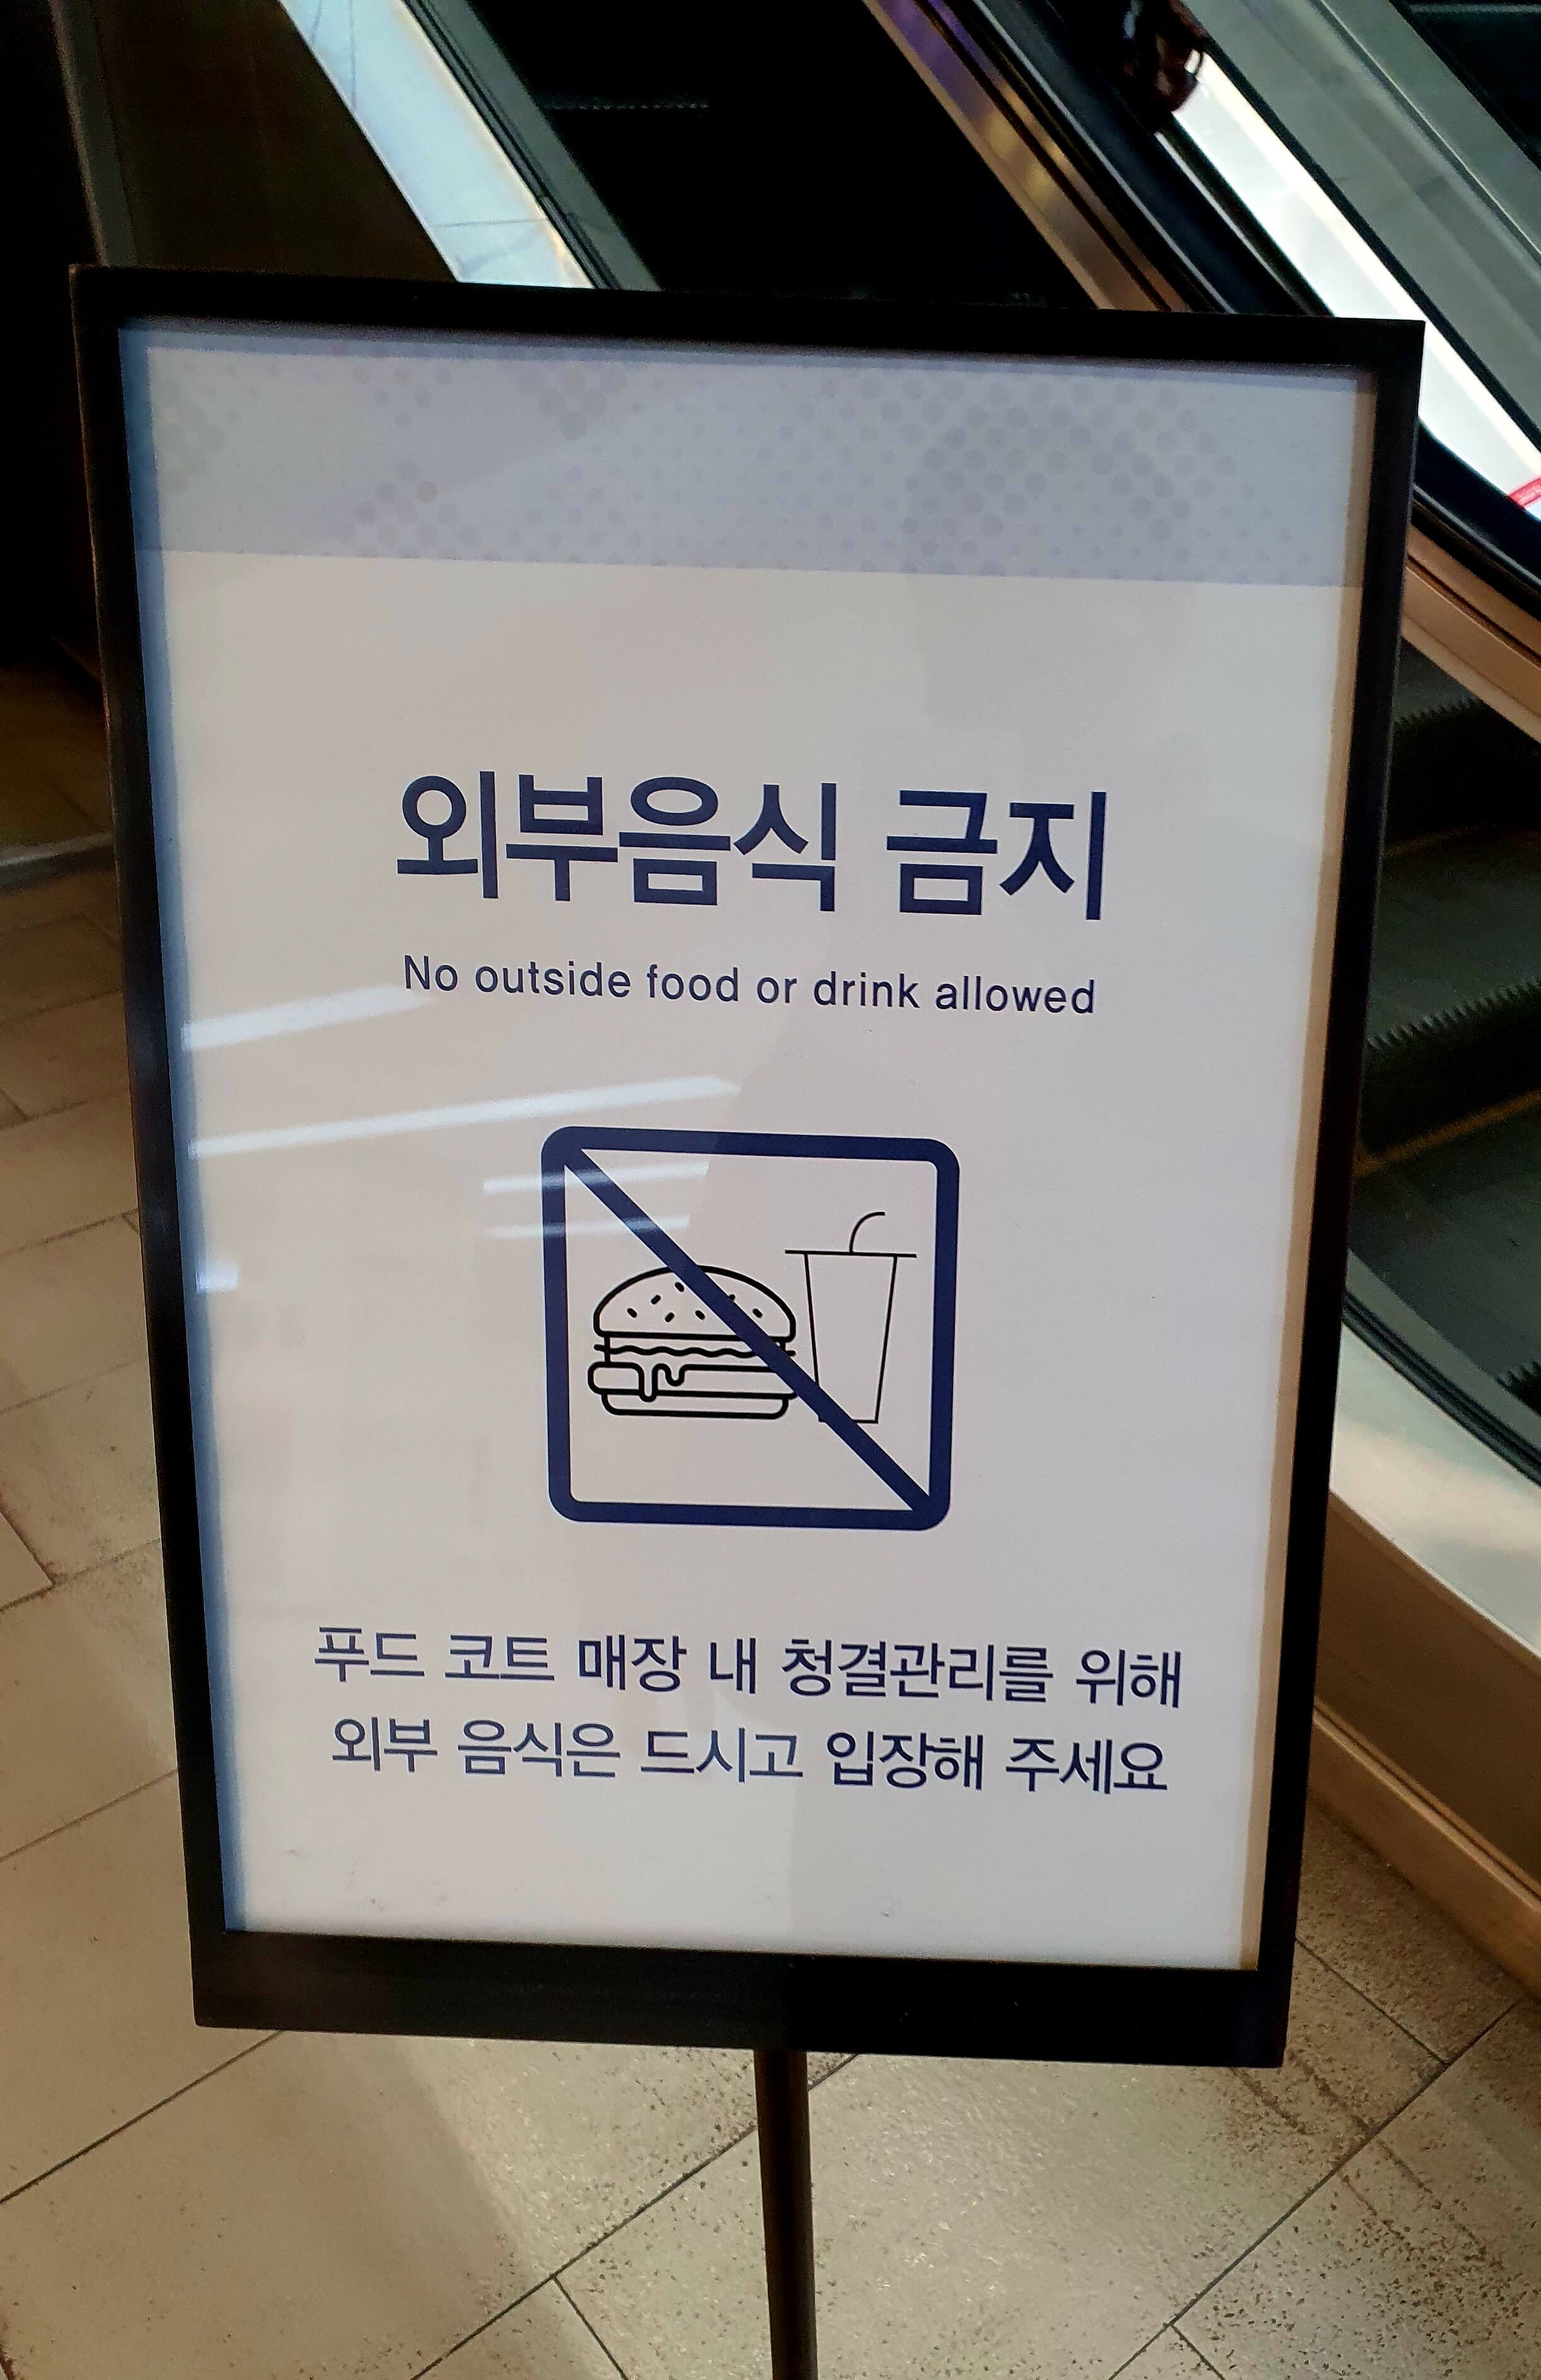 외부음식 금지
No outside food or drink allowed
푸드 코트 매장 내 청결관리를 위해
외부 음식은 드시고 입장해 주세요